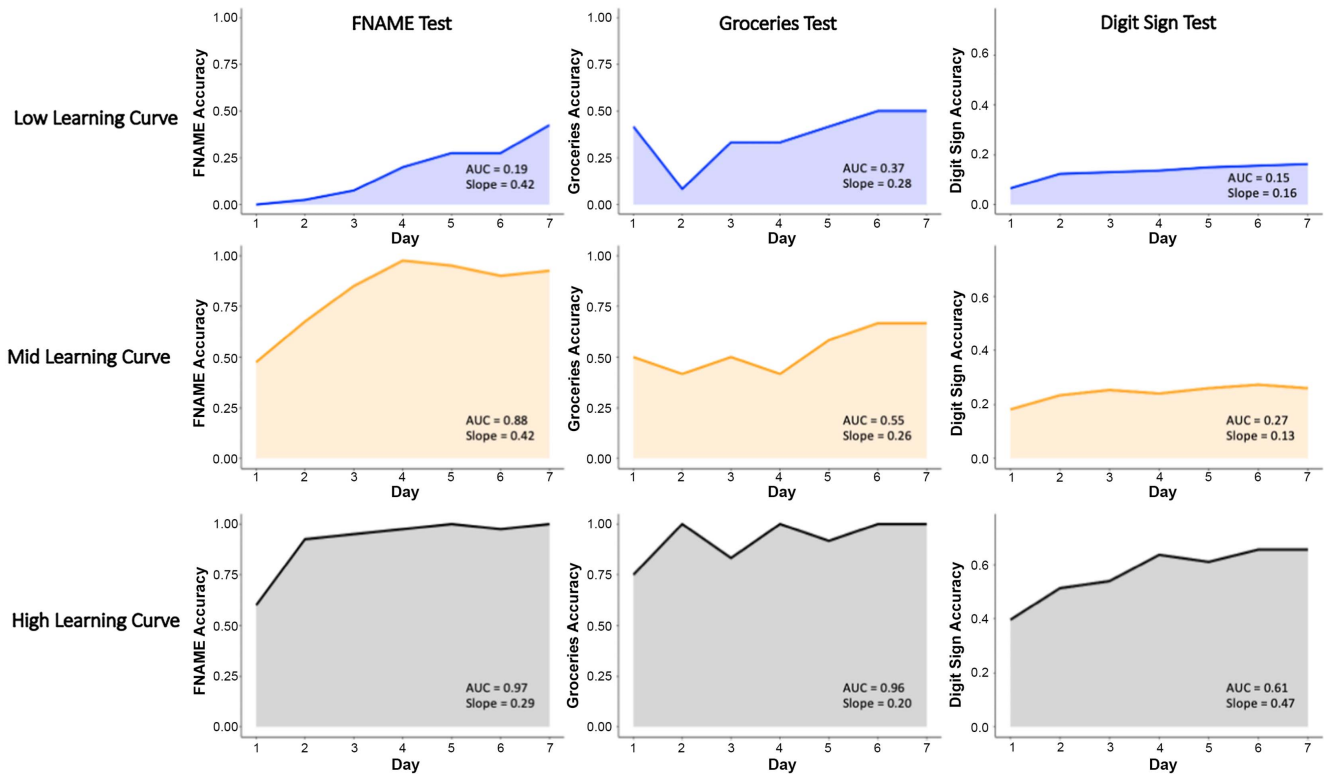 FNAME Test
Groceries Test
Digit Sign Test
Low Learning Curve
FNAME Accuracy
1.00
0.75
0.50
0.25
0.00
AUC = 0.19
Slope = 0.42
1 2 3 4 5 6 7
Day
Groceries Accuracy
1.00
0.75
0.50
0.25
0.00
AUC = 0.37
Slope = 0.28
1 2 3 4 5 6 7
Day
Digit Sign Accuracy
0.6
0.4
0.2
0.0
AUC = 0.15
Slope = 0.16
1 2 3 4 5 6 7
Day
Mid Learning Curve
FNAME Accuracy
1.00
0.75
0.50
0.25
0.00
AUC = 0.88
Slope = 0.42
1 2 3 4 5 6 7
Day
Groceries Accuracy
1.00
0.75
0.50
0.25
0.00
AUC = 0.55
Slope = 0.26
1 2 3 4 5 6 7
Day
Digit Sign Accuracy
0.6
0.4
0.2
0.0
AUC = 0.27
Slope = 0.13
1 2 3 4 5 6 7
Day
High Learning Curve
FNAME Accuracy
1.00
0.75
0.50
0.25
0.00
AUC = 0.97
Slope = 0.29
1 2 3 4 5 6 7
Day
Groceries Accuracy
1.00
0.75
0.50
0.25
0.00
AUC = 0.96
Slope = 0.20
1 2 3 4 5 6 7
Day
Digit Sign Accuracy
0.6
0.4
0.2
0.0
AUC = 0.61
Slope = 0.47
1 2 3 4 5 6 7
Day